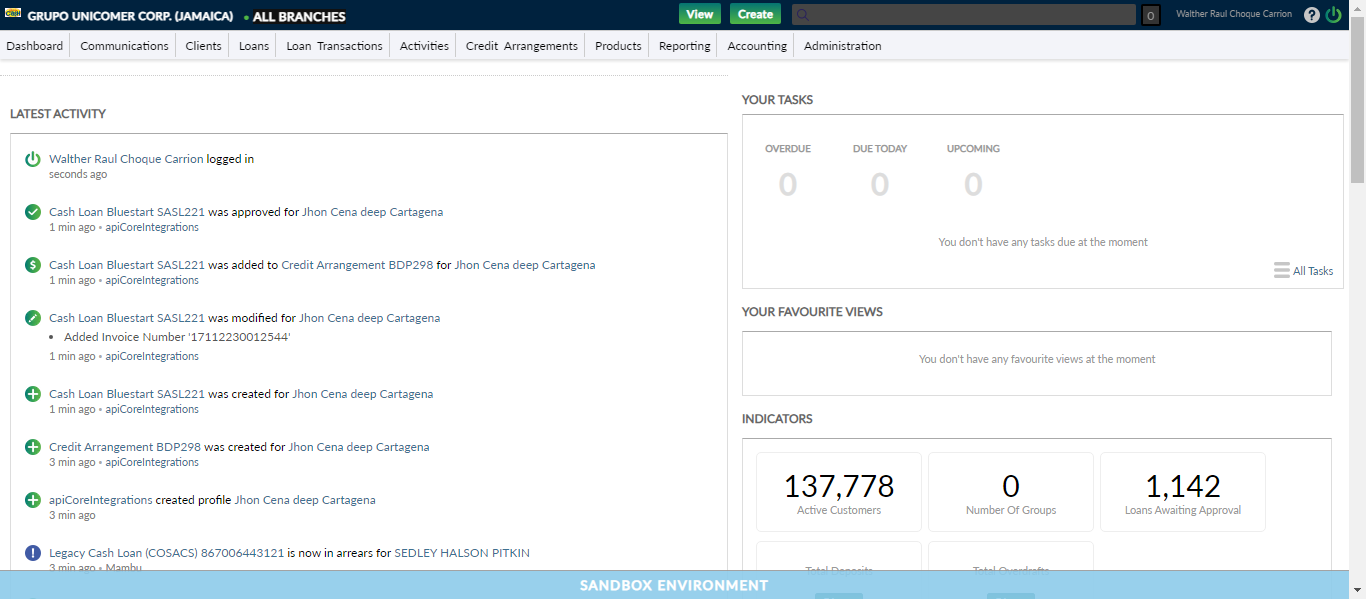 CASH
GRUPO UNICOMER CORP. (JAMAICA) • ALL BRANCHES
View Create 0 Walther Raul Choque Carrion ?
Dashboard Communications Clients Loans Loan Transactions Activities Credit Arrangements Products Reporting Accounting Administration
LATEST ACTIVITY
Walther Raul Choque Carrion logged in
seconds ago
Cash Loan Bluestart SASL221 was approved for Jhon Cena deep Cartagena
1 min ago • apiCoreIntegrations
$ Cash Loan Bluestart SASL221 was added to Credit Arrangement BDP298 for Jhon Cena deep Cartagena
1 min ago • apiCoreIntegrations
Cash Loan Bluestart SASL221 was modified for Jhon Cena deep Cartagena
• Added Invoice Number '17112230012544'
1 min ago • apiCoreIntegrations
Cash Loan Bluestart SASL221 was created for Jhon Cena deep Cartagena
1 min ago • apiCoreIntegrations
Credit Arrangement BDP298 was created for Jhon Cena deep Cartagena
3 min ago • apiCoreIntegrations
apiCoreIntegrations created profile Jhon Cena deep Cartagena
3 min ago
Legacy Cash Loan (COSACS) 867006443121 is now in arrears for SEDLEY HALSON PITKIN
3 min ago • Mambu
YOUR TASKS
OVERDUE DUE TODAY UPCOMING
0 0 0
You don't have any tasks due at the moment
All Tasks
YOUR FAVOURITE VIEWS
You don't have any favourite views at the moment
INDICATORS
137,778 0 1,142
Active Customers Number Of Groups Loans Awaiting Approval
Total Deposits Total Overdrafts
SANDBOX ENVIRONMENT